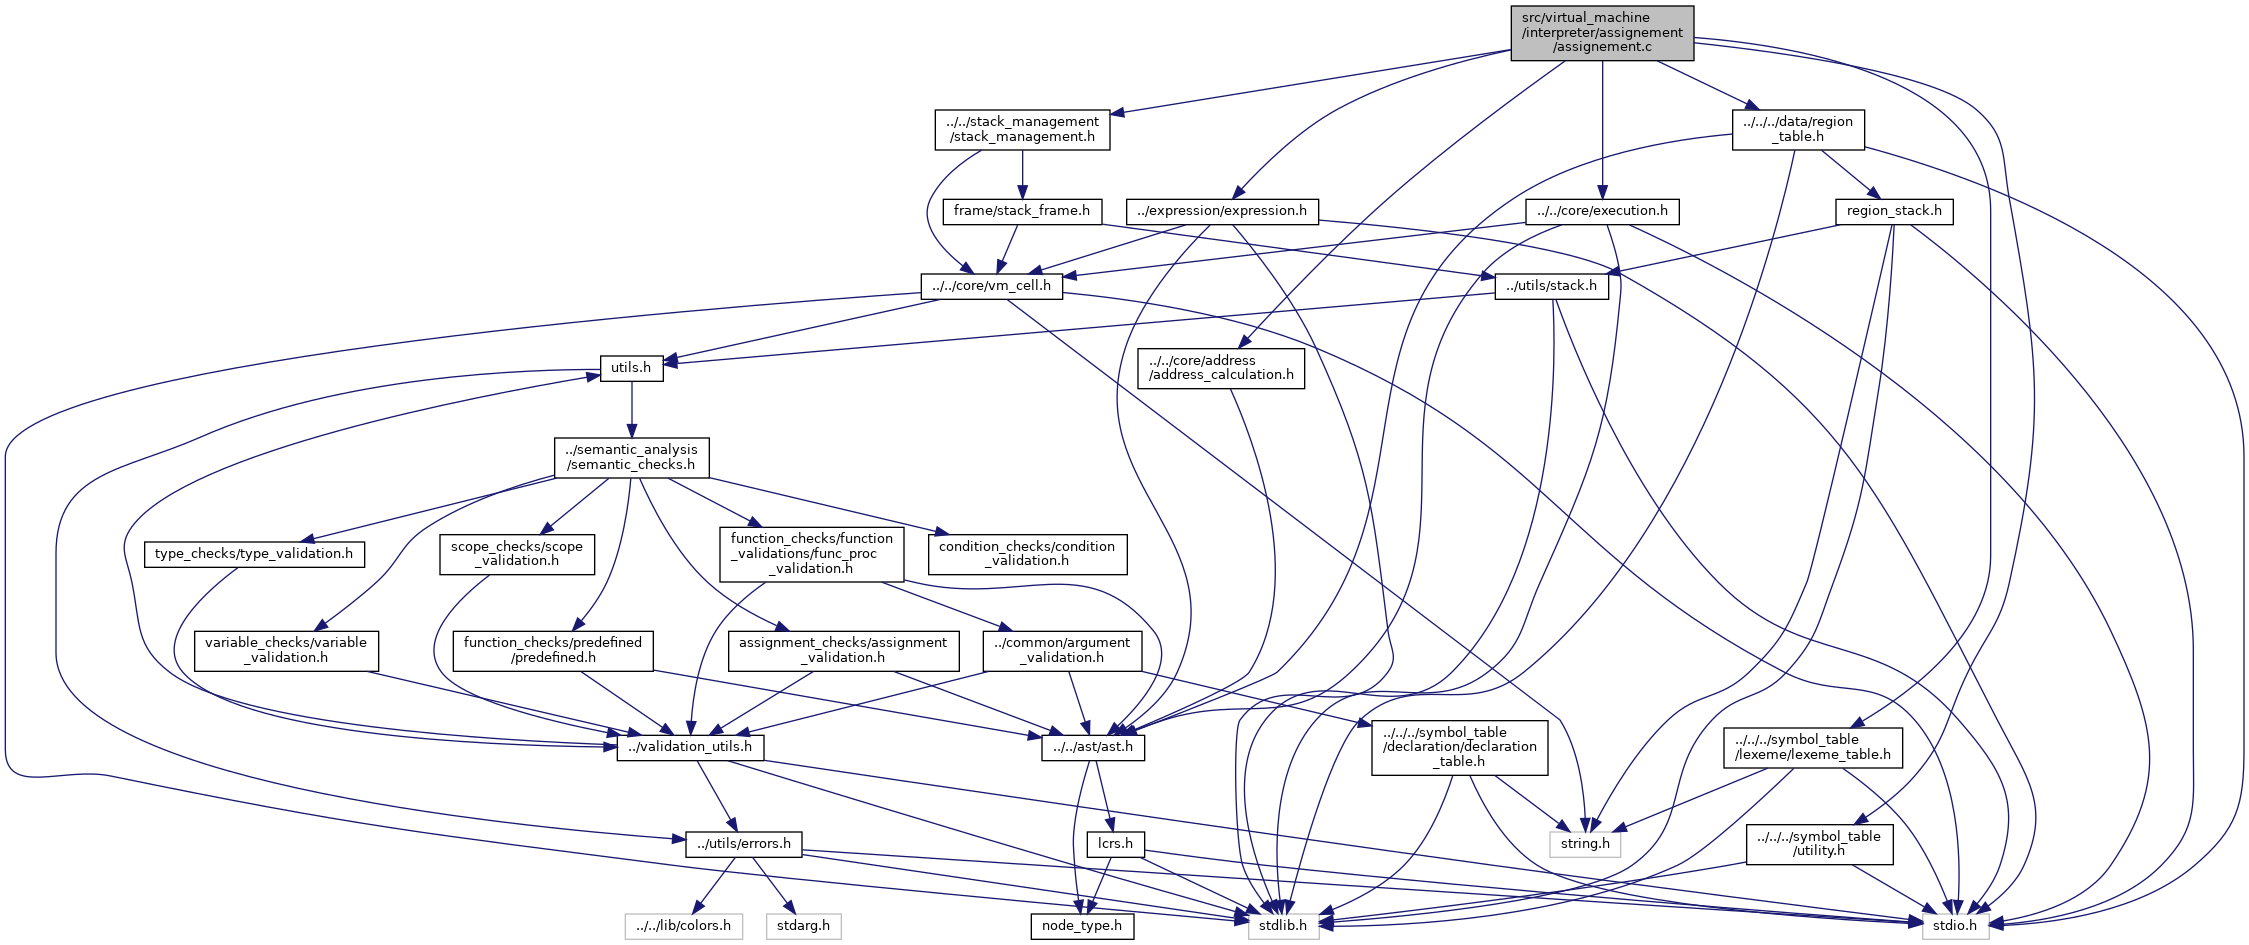 src/virtual_machine
/interpreter/assignement
/assignement.c
../../stack_management
/stack_management.h
../../../data/region
_table.h
frame/stack_frame.h
../expression/expression.h
../../core/execution.h
region_stack.h
../../core/vm_cell.h
../utils/stack.h
utils.h
../../core/address
/address_calculation.h
../semantic_analysis
/semantic_checks.h
type_checks/type_validation.h
scope_checks/scope
_validation.h
function_checks/function
_validations/func_proc
_validation.h
condition_checks/condition
_validation.h
variable_checks/variable
_validation.h
function_checks/predefined
/predefined.h
assignment_checks/assignment
_validation.h
../common/argument
_validation.h
../validation_utils.h
../../ast/ast.h
../../../symbol_table
/declaration/declaration
_table.h
../../../symbol_table
/lexeme/lexeme_table.h
../utils/errors.h
lcrs.h
string.h
../../../symbol_table
/utility.h
../../lib/colors.h
stdarg.h
node_type.h
stdlib.h
stdio.h